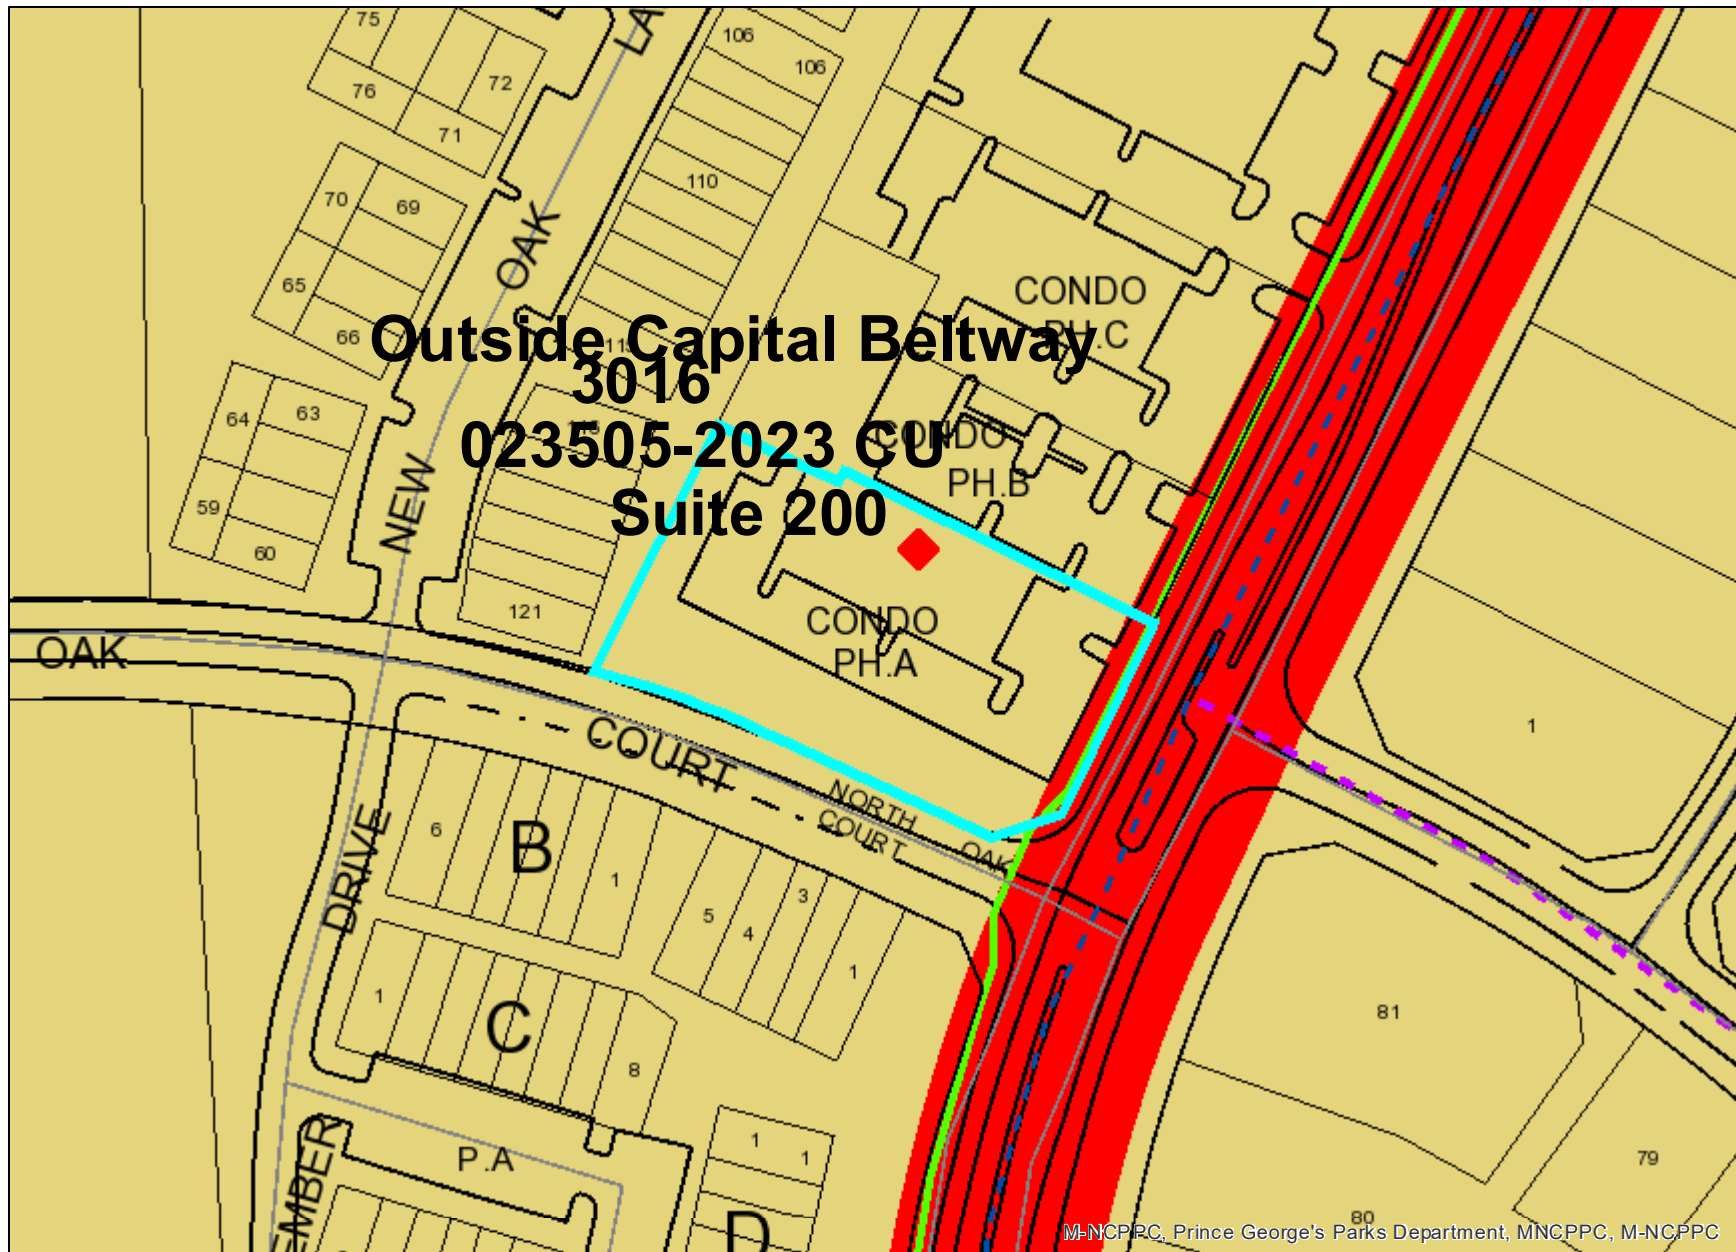 75
76
72
71
LA
106
106
110
70
69
65
66
OAK
CONDO
PH.C
Outside Capital Beltway
3016
023505-2023 CU
Suite 200
64
63
59
60
NEW
CONDO
PH.B
121
CONDO
PH.A
OAK
COURT
NORTH
OAK
COURT
1
6
B
1
5
4
3
1
DRIVE
1
C
8
81
79
80
P.A
EMBER
1
1
D
M-NCPPC, Prince George's Parks Department, MNCPPC, M-NCPPC